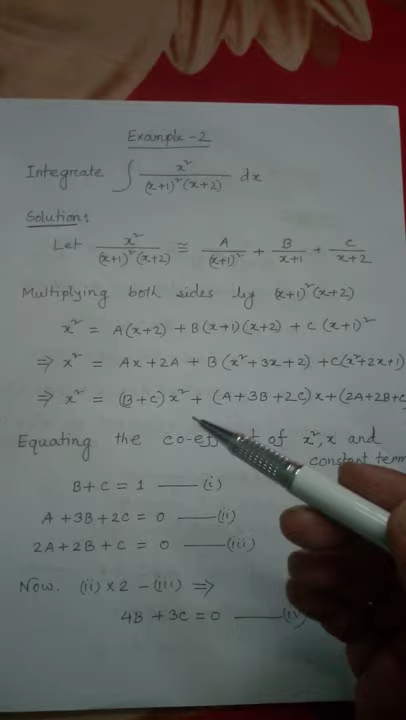 Example-2
Integrate ∫ x²/((x+1)²(x+2)) dx
Solution:
Let x²/((x+1)²(x+2)) ≅ A/(x+1)² + B/(x+1) + C/(x+2)
Multiplying both sides by (x+1)²(x+2)
x² = A(x+2) + B(x+1)(x+2) + C(x+1)²
⇒ x² = Ax+2A + B(x²+3x+2) + C(x²+2x+1)
⇒ x² = (B+C)x² + (A+3B+2C)x + (2A+2B+C
Equating the of x², x and
constant term
B+C = 1 —— (i)
A+3B+2C = 0 —— (ii)
2A+2B+C = 0 —— (iii)
Now. (ii) × 2 – (iii) ⇒
4B +3C = 0 ——